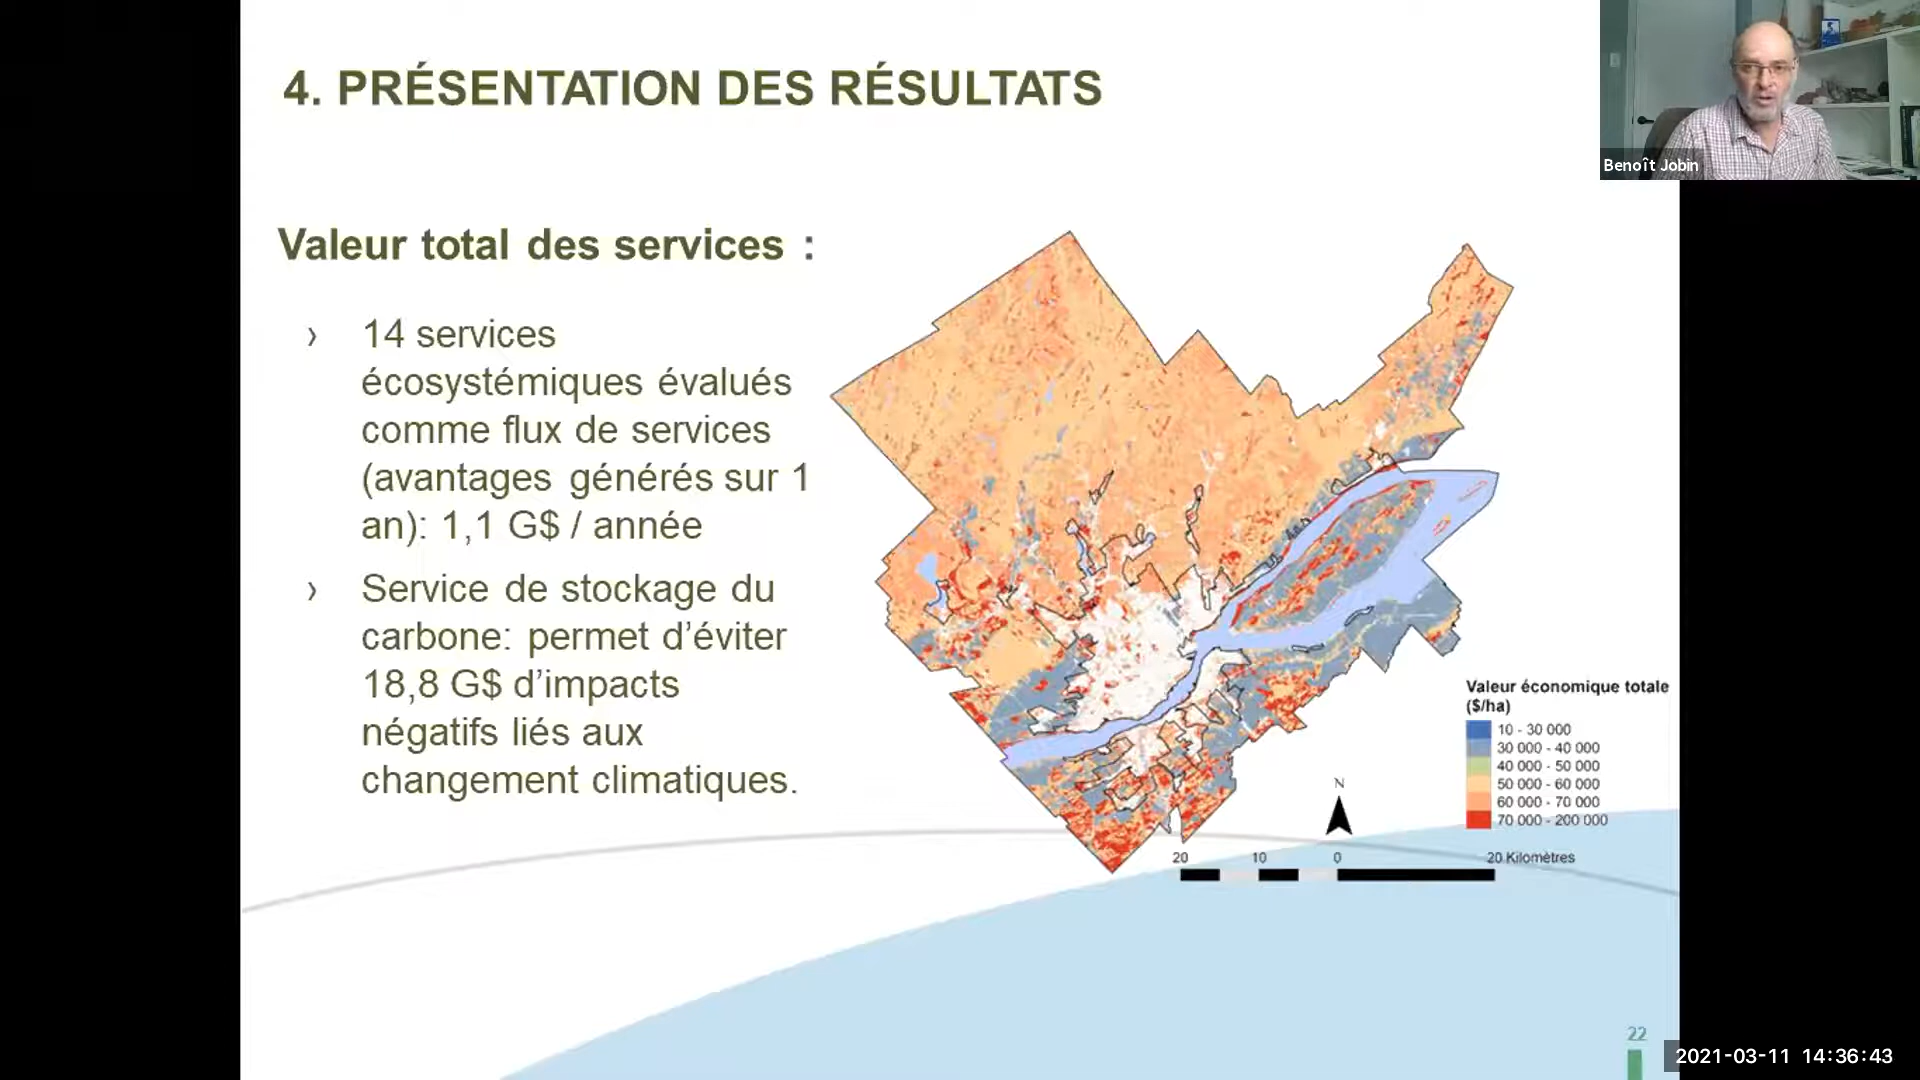 4. PRÉSENTATION DES RÉSULTATS
Benoît Jobin
Valeur total des services :
› 14 services
écosystémiques évalués
comme flux de services
(avantages générés sur 1
an): 1,1 G$ / année
› Service de stockage du
carbone: permet d’éviter
18,8 G$ d’impacts
négatifs liés aux
changement climatiques.
Valeur économique totale
($/ha)
10 - 30 000
30 000 - 40 000
40 000 - 50 000
50 000 - 60 000
60 000 - 70 000
70 000 - 200 000
N
20 10 0 20 Kilomètres
22
2021-03-11 14:36:43